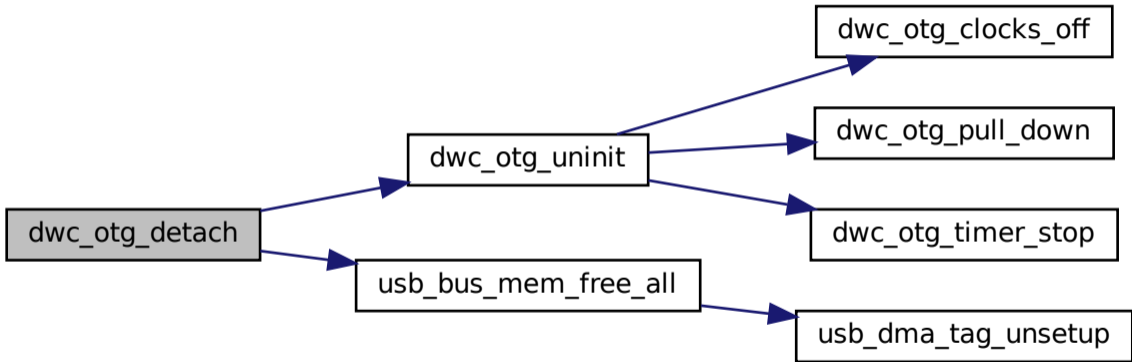 dwc_otg_detach
dwc_otg_uninit
dwc_otg_clocks_off
dwc_otg_pull_down
dwc_otg_timer_stop
usb_bus_mem_free_all
usb_dma_tag_unsetup